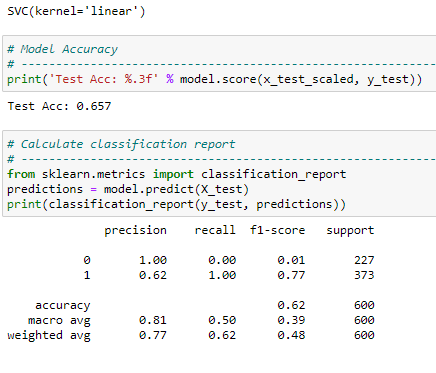 SVC(kernel='linear')
# Model Accuracy
# ----------------------------------------------------------
print('Test Acc: %.3f' % model.score(x_test_scaled, y_test))
Test Acc: 0.657
# Calculate classification report
# ----------------------------------------------------------
from sklearn.metrics import classification_report
predictions = model.predict(X_test)
print(classification_report(y_test, predictions))
precision recall f1-score support
0 1.00 0.00 0.01 227
1 0.62 1.00 0.77 373
accuracy 0.62 600
macro avg 0.81 0.50 0.39 600
weighted avg 0.77 0.62 0.48 600